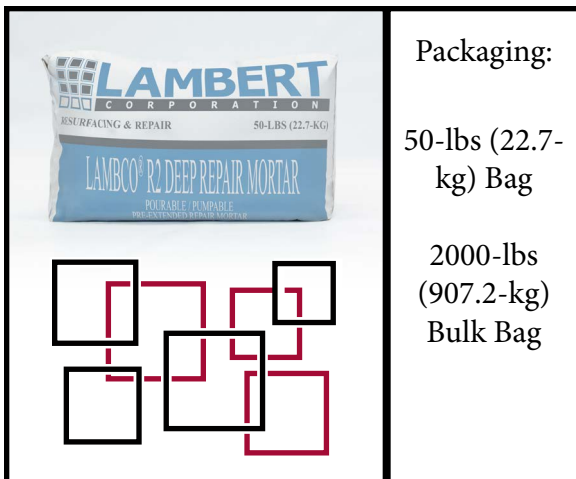 LAMBERT
CORPORATION
RESURFACING & REPAIR 50-LBS (22.7-KG)
LAMBCO® R2 DEEP REPAIR MORTAR
POURABLE / PUMPABLE
PRE-EXTENDED REPAIR MORTAR
Packaging:
50-lbs (22.7-
kg) Bag
2000-lbs
(907.2-kg)
Bulk Bag